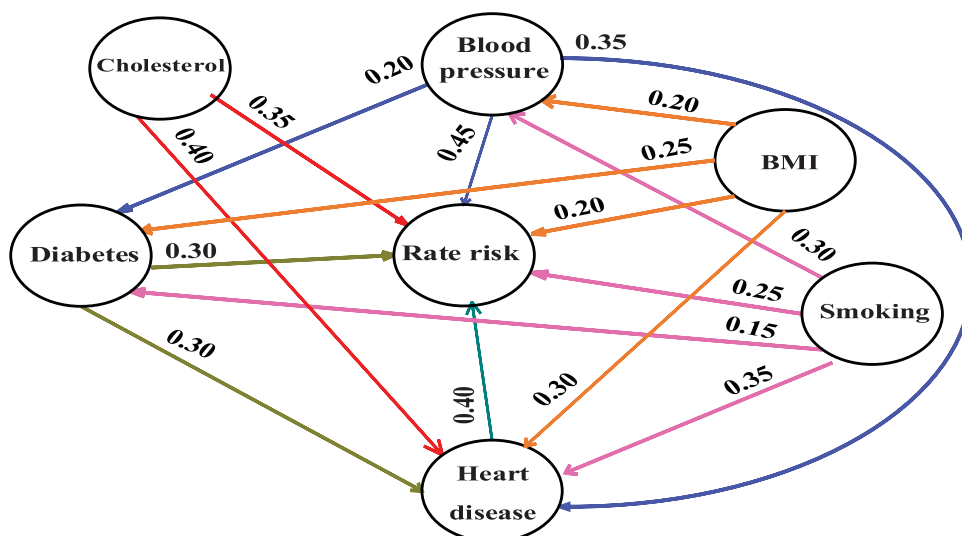 Blood
pressure
0.35
Cholesterol
0.20
0.20
0.35
0.40
0.45
0.25
BMI
0.20
Diabetes
0.30
Rate risk
0.30
0.25
Smoking
0.15
0.30
0.35
0.30
0.40
Heart
disease